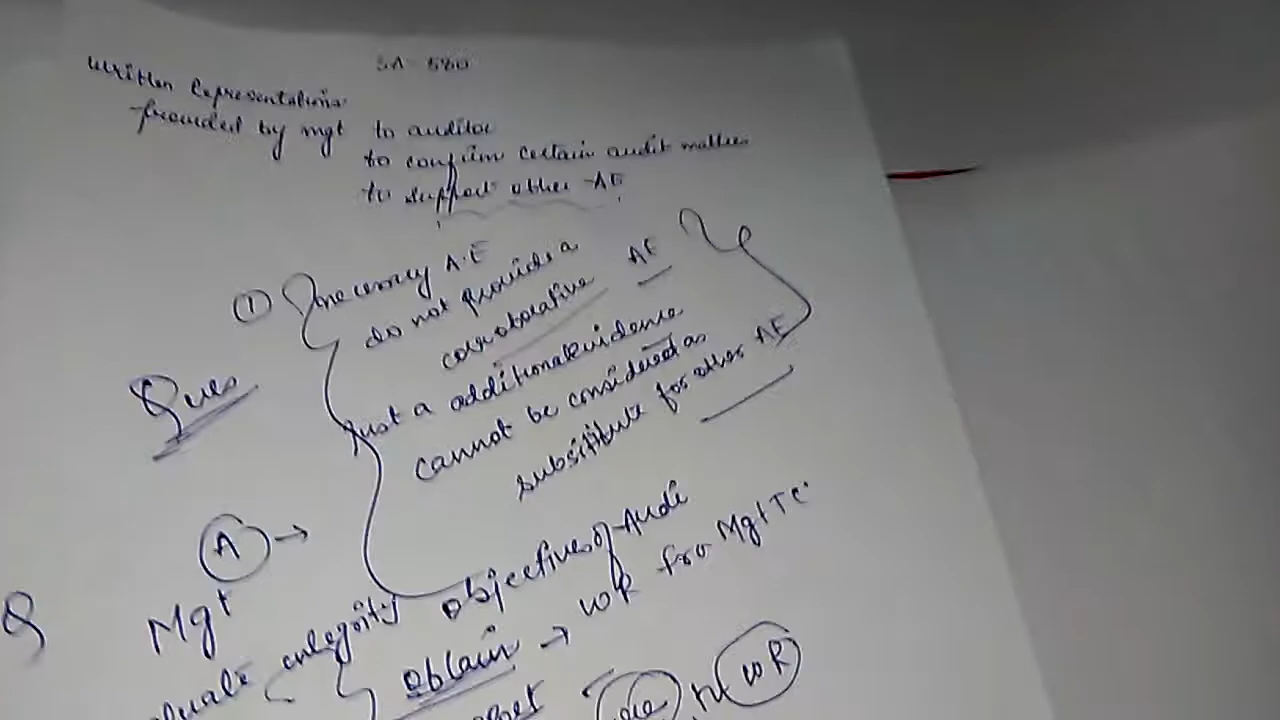 SA-580
Written Representations
provided by mgt to auditor
to confirm certain audit matters
to support other AE
① necessary A.E
do not provide a
corroborative AE
Just a additional evidence
cannot be considered as
substitute for other AE
Ques
A →
Mgt
integrity
objectives of Audi
obtain → WR from Mgt TC
Q
WR